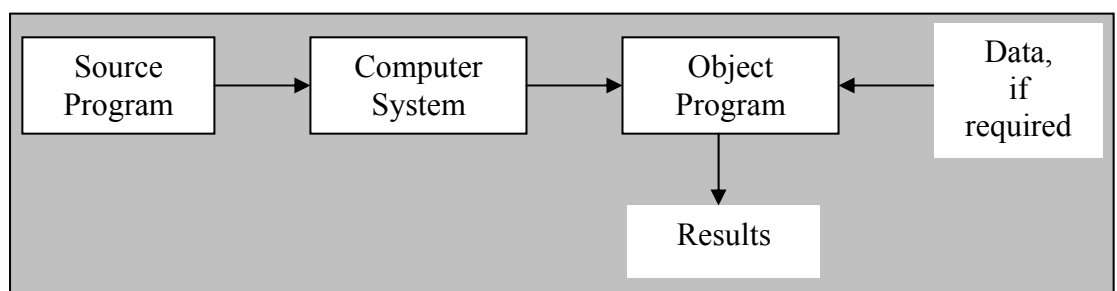 Source
Program
Computer
System
Object
Program
Data,
if
required
Results